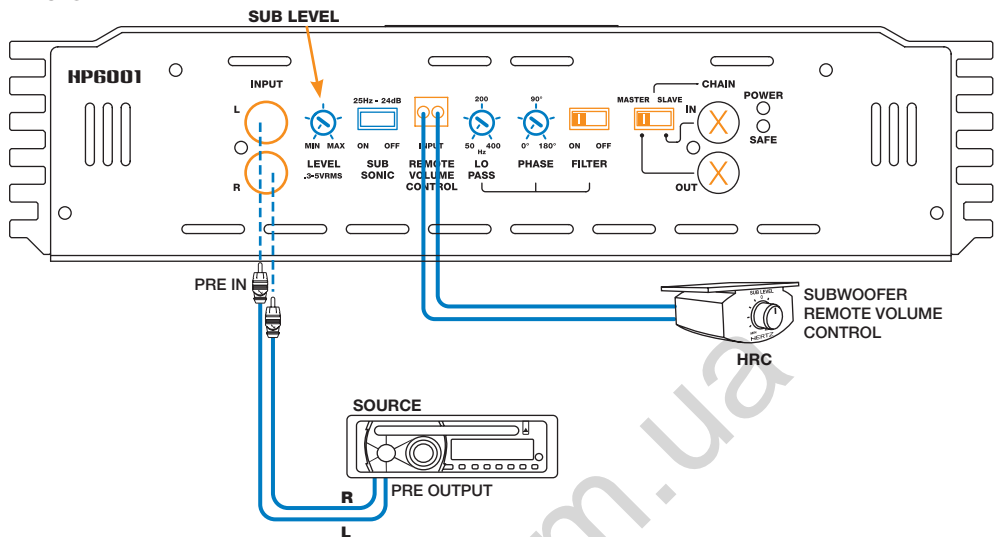 SUB LEVEL
HP6001
INPUT
L
R
MIN MAX
LEVEL
.3-5VRMS
25Hz - 24dB
ON OFF
SUB
SONIC
INPUT
REMOTE
VOLUME
CONTROL
200
50 400
Hz
LO
PASS
90°
0° 180°
PHASE
ON OFF
FILTER
MASTER SLAVE
CHAIN
IN
OUT
POWER
SAFE
PRE IN
SUB LEVEL
0
HERTZ
HRC
SUBWOOFER
REMOTE VOLUME
CONTROL
SOURCE
PRE OUTPUT
R
L
m.ua